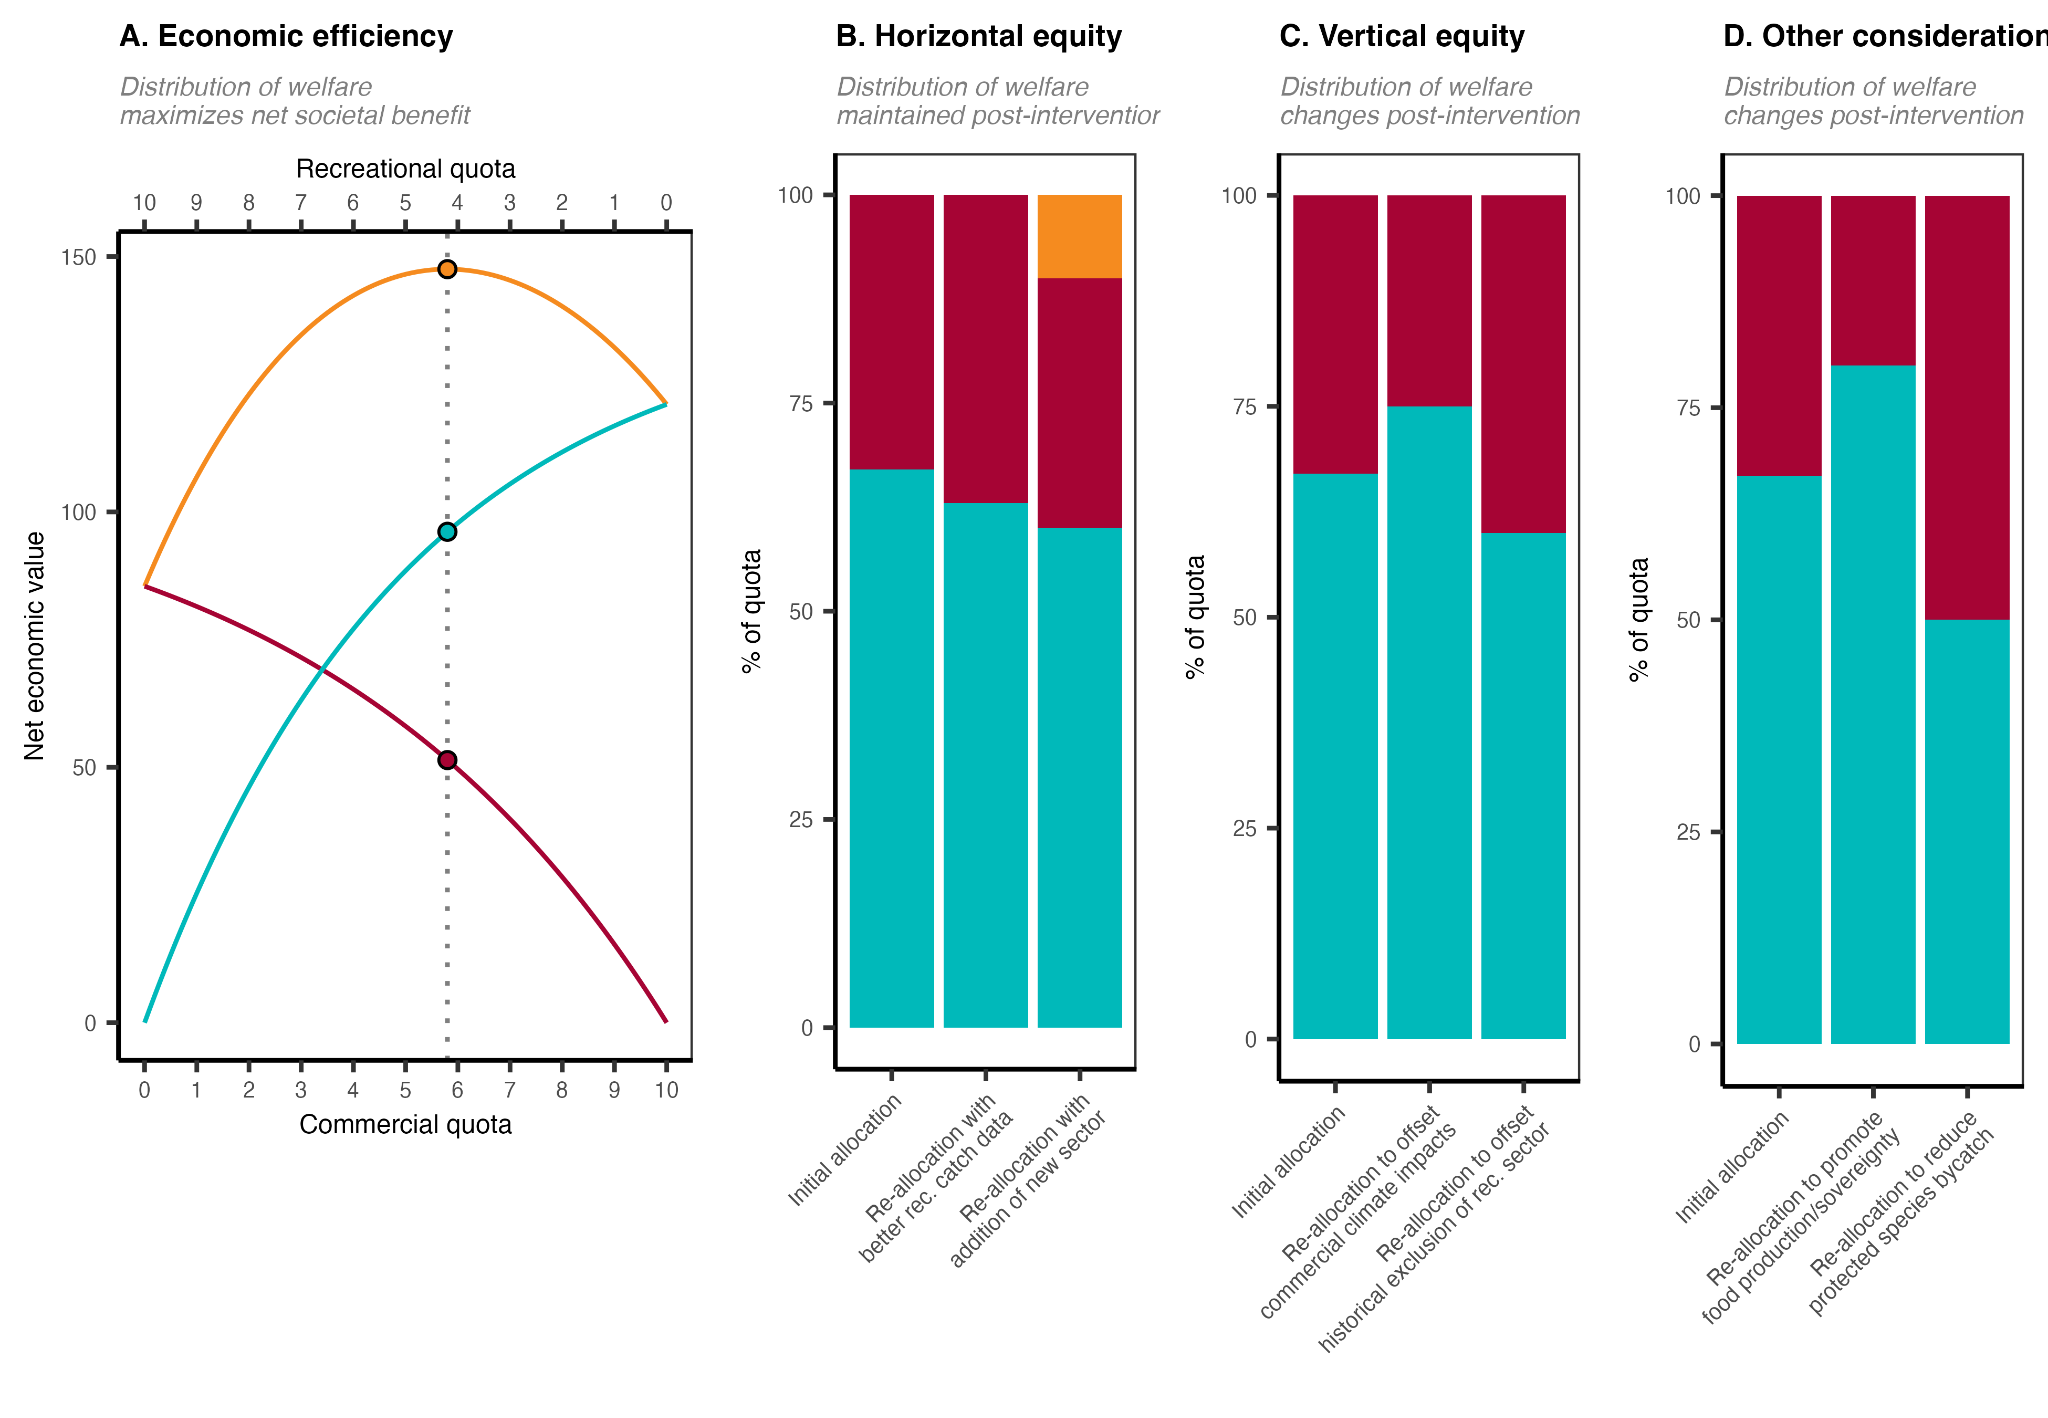 A. Economic efficiency
Distribution of welfare
maximizes net societal benefit
Recreational quota
10 9 8 7 6 5 4 3 2 1 0
150
100
50
0
Net economic value
0 1 2 3 4 5 6 7 8 9 10
Commercial quota
B. Horizontal equity
Distribution of welfare
maintained post-interventior
100
75
50
25
0
% of quota
Initial allocation
Re-allocation with
better rec. catch data
Re-allocation with
addition of new sector
C. Vertical equity
Distribution of welfare
changes post-intervention
100
75
50
25
0
% of quota
Initial allocation
Re-allocation to offset
commercial climate impacts
Re-allocation to offset
historical exclusion of rec. sector
D. Other consideration
Distribution of welfare
changes post-intervention
100
75
50
25
0
% of quota
Initial allocation
Re-allocation to promote
food production/sovereignty
Re-allocation to reduce
protected species bycatch